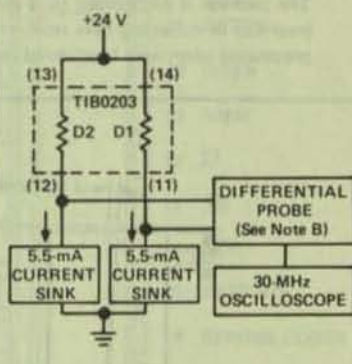 +24 V
(13) (14)
TIB0203
D2 D1
(12) (11)
DIFFERENTIAL
PROBE
(See Note B)
5.5-mA
CURRENT
SINK
5.5-mA
CURRENT
SINK
30-MHz
OSCILLOSCOPE